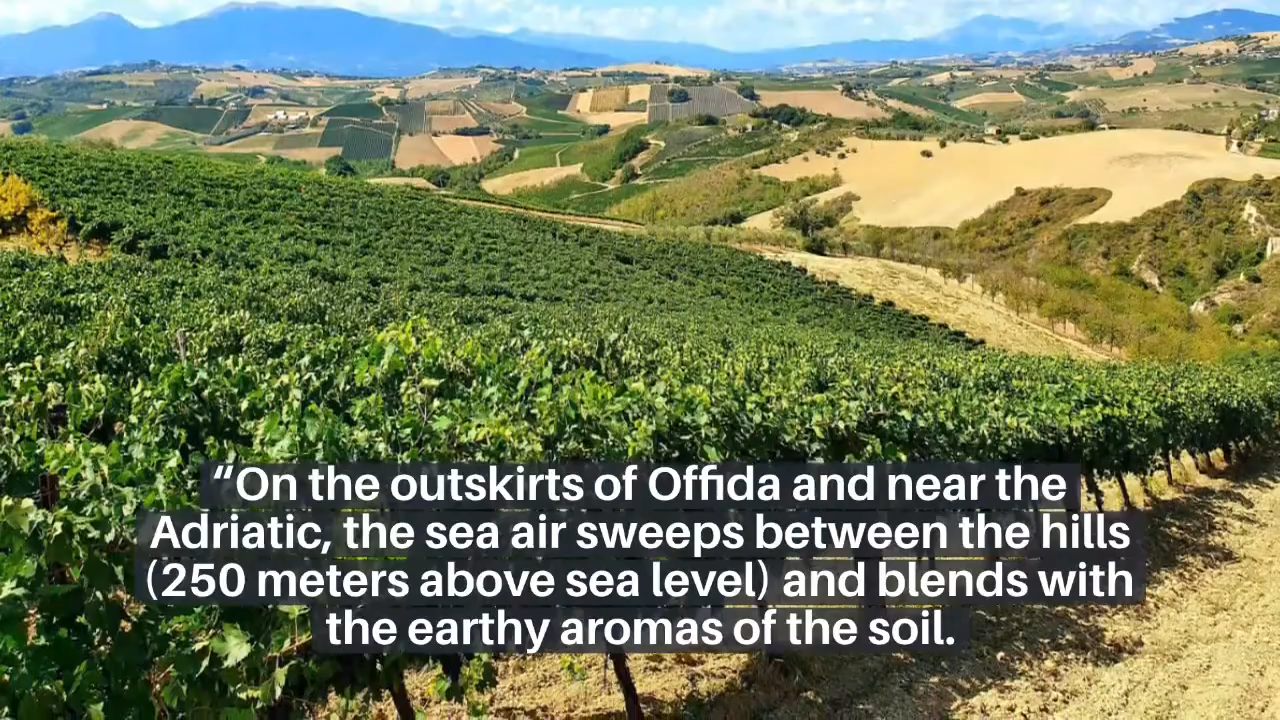 “On the outskirts of Offida and near the
Adriatic, the sea air sweeps between the hills
(250 meters above sea level) and blends with
the earthy aromas of the soil.